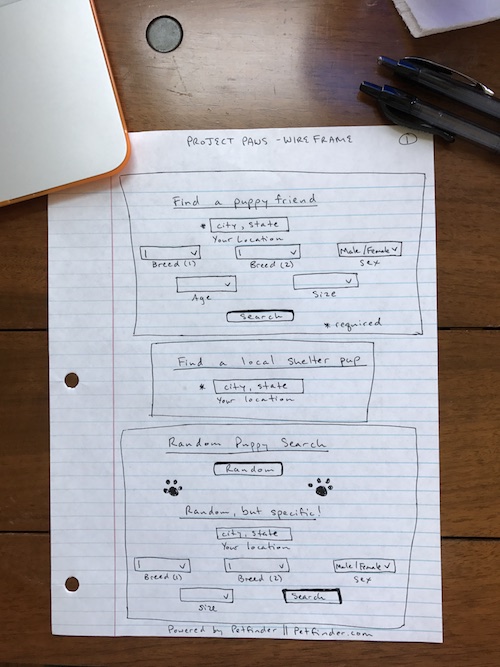 PROJECT PAWS - WIREFRAME 1
Find a puppy friend
* city, state
Your Location
Male/Female
Breed (1) Breed (2) Sex
Age Size
Search
* required
Find a local shelter pup
* city, state
Your location
Random Puppy Search
Random
Random, but specific!
city, state
Your location
Male/Female
Breed (1) Breed (2) Sex
Size Search
Powered by Petfinder || Petfinder.com